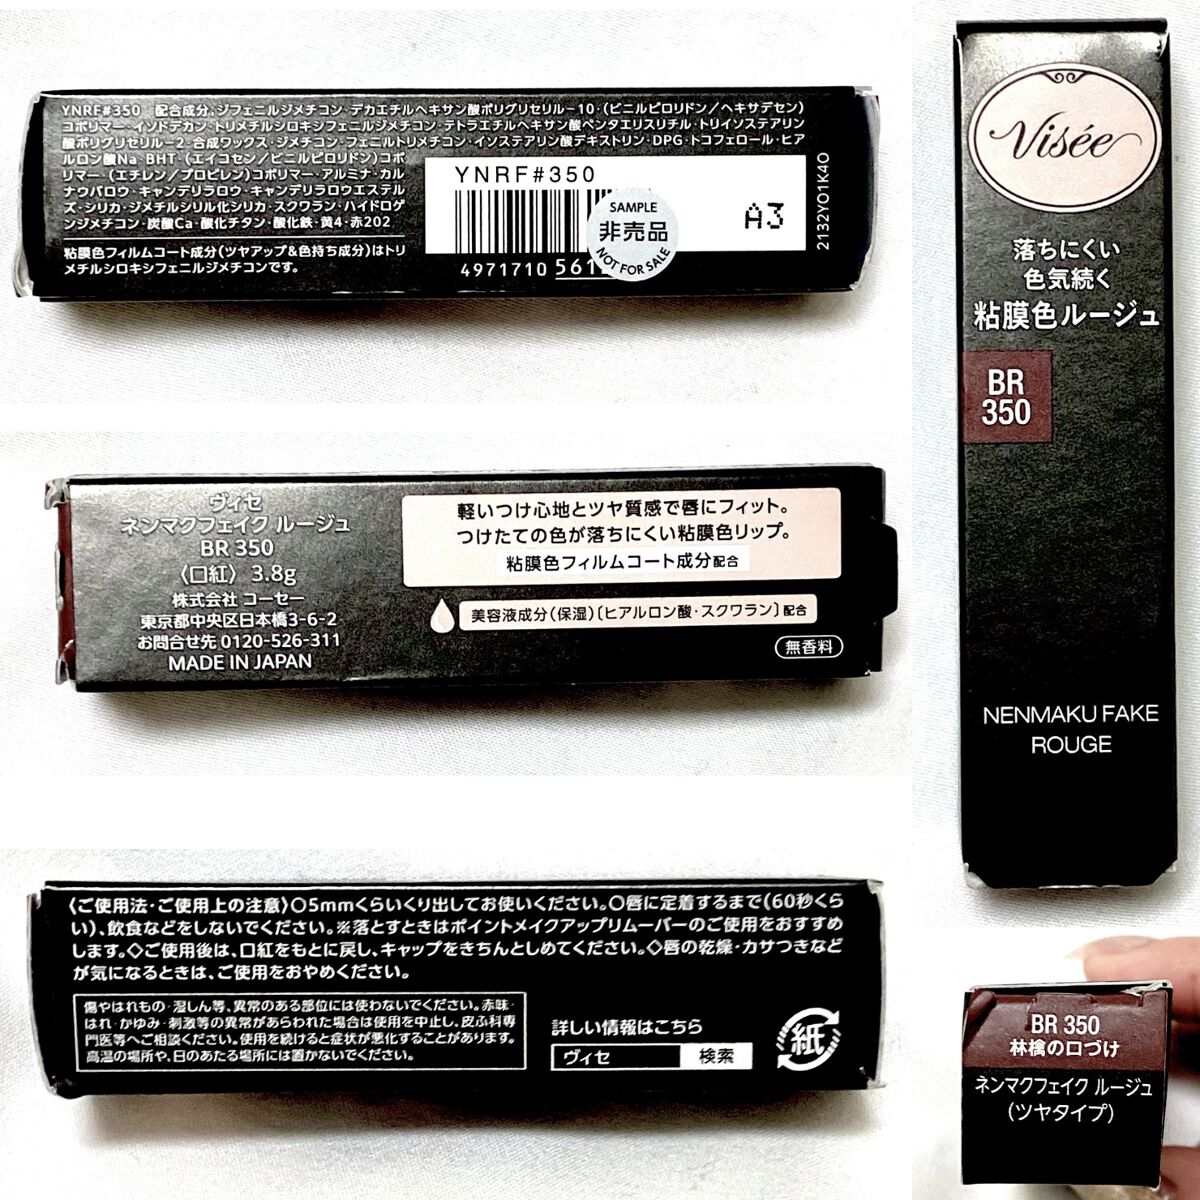 YNRF#350 配合成分:ジフェニルジメチコン・デカエチルヘキサン酸ポリグリセリル-10・(ビニルピロリドン/ヘキサデセン)
コポリマー・イソドデカン・トリメチルシロキシフェニルジメチコン・テトラエチルヘキサン酸ペンタエリスリチル・トリイソステアリン
酸ポリグリセリル-2・合成ワックス・ジメチコン・フェニルトリメチコン・イソステアリン酸デキストリン・DPG・トコフェロール・ヒア
ルロン酸Na・BHT・(エイコセン/ビニルピロリドン)コポ
リマー・(エチレン/プロピレン)コポリマー・アルミナ・カル
ナウバロウ・キャンデリラロウ・キャンデリラロウエステル
ズ・シリカ・ジメチルシリル化シリカ・スクワラン・ハイドロゲ
ンジメチコン・炭酸Ca・酸化チタン・酸化鉄・黄4・赤202
粘膜色フィルムコート成分(ツヤアップ&色持ち成分)はトリ
メチルシロキシフェニルジメチコンです。
YNRF#350
4971710 561
SAMPLE
非売品
NOT FOR SALE
A3
2132Y01K40
Visée
落ちにくい
色気続く
粘膜色ルージュ
BR
350
NENMAKU FAKE
ROUGE
ヴィセ
ネンマクフェイク ルージュ
BR 350
〈口紅〉 3.8g
株式会社 コーセー
東京都中央区日本橋3-6-2
お問合せ先 0120-526-311
MADE IN JAPAN
軽いつけ心地とツヤ質感で唇にフィット。
つけたての色が落ちにくい粘膜色リップ。
粘膜色フィルムコート成分配合
美容液成分(保湿)〔ヒアルロン酸・スクワラン〕配合
無香料
〈ご使用法・ご使用上の注意〉○5mmくらいくり出してお使いください。○唇に定着するまで(60秒くら
い)、飲食などをしないでください。※落とすときはポイントメイクアップリムーバーのご使用をおすすめ
します。◇ご使用後は、口紅をもとに戻し、キャップをきちんとしめてください。◇唇の乾燥・カサつきなど
が気になるときは、ご使用をおやめください。
傷やはれもの・湿しん等、異常のある部位には使わないでください。赤味・
はれ・かゆみ・刺激等の異常があらわれた場合は使用を中止し、皮ふ科専
門医等へご相談ください。使用を続けると症状が悪化することがあります。
高温の場所や、日のあたる場所には置かないでください。
詳しい情報はこちら
ヴィセ 検索
紙
BR 350
林檎の口づけ
ネンマクフェイク ルージュ
(ツヤタイプ)